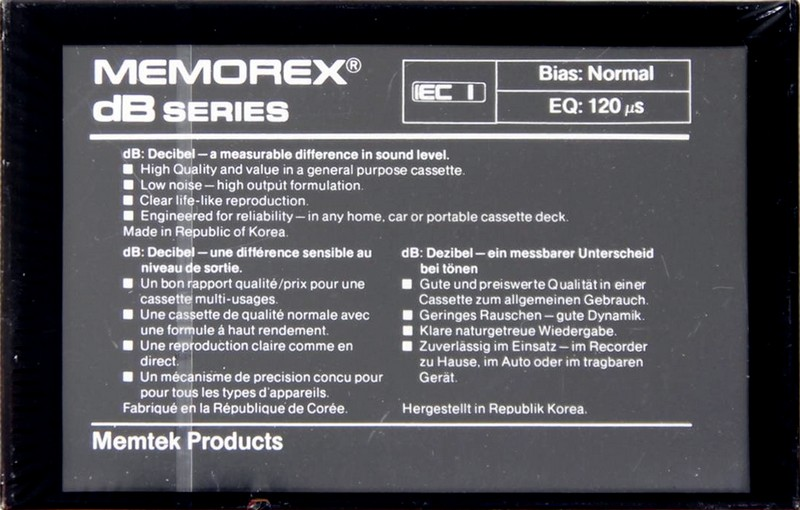 MEMOREX®
dB SERIES
IEC I
Bias: Normal
EQ: 120 µs
dB: Decibel — a measurable difference in sound level.
■ High Quality and value in a general purpose cassette.
■ Low noise — high output formulation.
■ Clear life-like reproduction.
■ Engineered for reliability — in any home, car or portable cassette deck.
Made in Republic of Korea.
dB: Decibel — une différence sensible au
niveau de sortie.
■ Un bon rapport qualité/prix pour une
cassette multi-usages.
■ Une cassette de qualité normale avec
une formule á haut rendement.
■ Une reproduction claire comme en
direct.
■ Un mécanisme de precision concu pour
pour tous les types d'appareils.
Fabriqué en la République de Corée.
dB: Dezibel — ein messbarer Unterscheid
bei tönen
■ Gute und preiswerte Qualität in einer
Cassette zum allgemeinen Gebrauch.
■ Geringes Rauschen — gute Dynamik.
■ Klare naturgetreue Wiedergabe.
■ Zuverlässig im Einsatz — im Recorder
zu Hause, im Auto oder im tragbaren
Gerät.
Hergestellt in Republik Korea.
Memtek Products